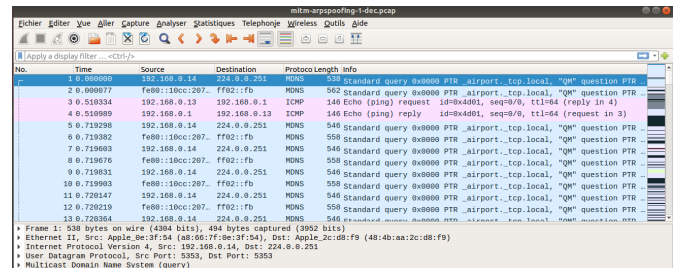 mitm-arpspoofing-1-dec.pcap
Fichier Editer Vue Aller Capture Analyser Statistiques Telephonie Wireless Outils Aide
Apply a display filter ... <Ctrl-/>
No. Time Source Destination Protocol Length Info
1 0.000000 192.168.0.14 224.0.0.251 MDNS 538 Standard query 0x0000 PTR _airport._tcp.local, "QM" question PTR …
2 0.000077 fe80::10cc:207… ff02::fb MDNS 562 Standard query 0x0000 PTR _airport._tcp.local, "QM" question PTR …
3 0.510334 192.168.0.13 192.168.0.1 ICMP 146 Echo (ping) request id=0x4d01, seq=0/0, ttl=64 (reply in 4)
4 0.510989 192.168.0.1 192.168.0.13 ICMP 146 Echo (ping) reply id=0x4d01, seq=0/0, ttl=64 (request in 3)
5 0.719298 192.168.0.14 224.0.0.251 MDNS 546 Standard query 0x0000 PTR _airport._tcp.local, "QM" question PTR …
6 0.719382 fe80::10cc:207… ff02::fb MDNS 558 Standard query 0x0000 PTR _airport._tcp.local, "QM" question PTR …
7 0.719603 192.168.0.14 224.0.0.251 MDNS 546 Standard query 0x0000 PTR _airport._tcp.local, "QM" question PTR …
8 0.719676 fe80::10cc:207… ff02::fb MDNS 558 Standard query 0x0000 PTR _airport._tcp.local, "QM" question PTR …
9 0.719831 192.168.0.14 224.0.0.251 MDNS 546 Standard query 0x0000 PTR _airport._tcp.local, "QM" question PTR …
10 0.719903 fe80::10cc:207… ff02::fb MDNS 558 Standard query 0x0000 PTR _airport._tcp.local, "QM" question PTR …
11 0.720147 192.168.0.14 224.0.0.251 MDNS 546 Standard query 0x0000 PTR _airport._tcp.local, "QM" question PTR …
12 0.720219 fe80::10cc:207… ff02::fb MDNS 558 Standard query 0x0000 PTR _airport._tcp.local, "QM" question PTR …
13 0.720364 192.168.0.14 224.0.0.251 MDNS 546 Standard query 0x0000 PTR _airport._tcp.local, "QM" question PTR …
Frame 1: 538 bytes on wire (4304 bits), 494 bytes captured (3952 bits)
Ethernet II, Src: Apple_0e:3f:54 (a8:66:7f:0e:3f:54), Dst: Apple_2c:d8:f9 (48:4b:aa:2c:d8:f9)
Internet Protocol Version 4, Src: 192.168.0.14, Dst: 224.0.0.251
User Datagram Protocol, Src Port: 5353, Dst Port: 5353
Multicast Domain Name System (query)